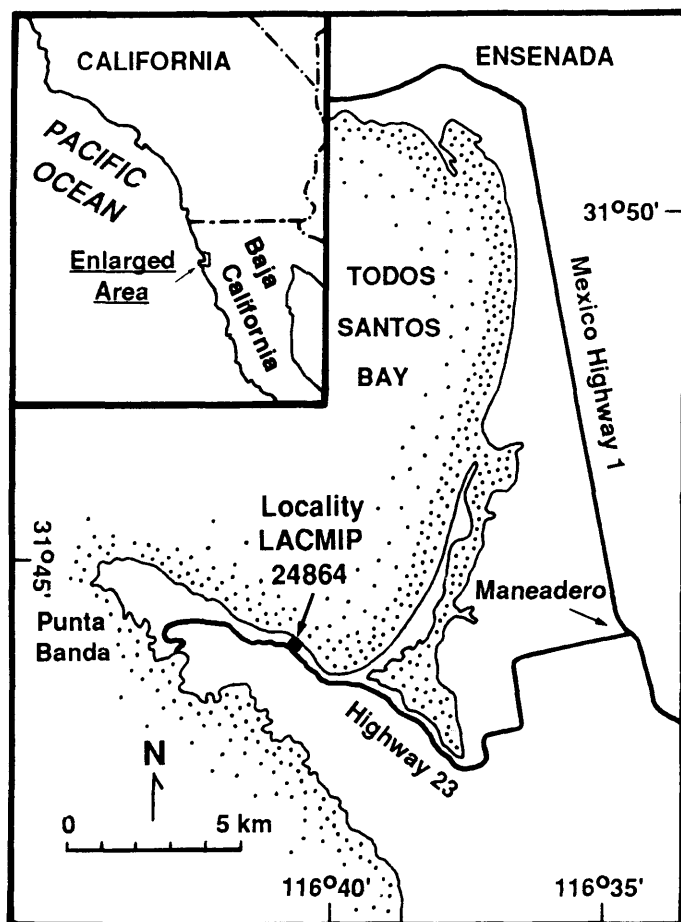 CALIFORNIA
PACIFIC
OCEAN
Enlarged
Area
Baja
California
ENSENADA
31°50'
TODOS
SANTOS
BAY
Mexico Highway 1
Locality
LACMIP
24864
31°45'
Maneadero
Punta
Banda
Highway 23
N
0 5 km
116°40' 116°35'